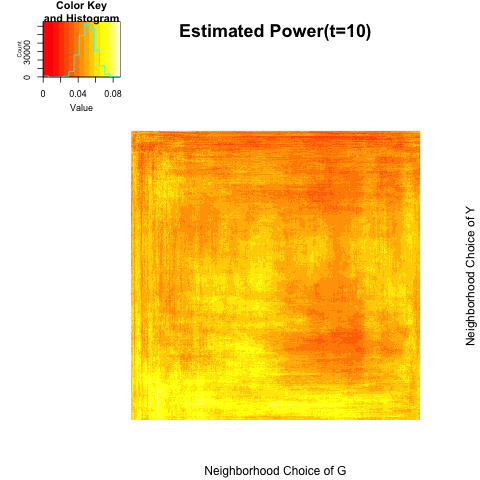 Color Key
and Histogram
Estimated Power(t=10)
Count
0 30000
0 0.04 0.08
Value
Neighborhood Choice of Y
Neighborhood Choice of G